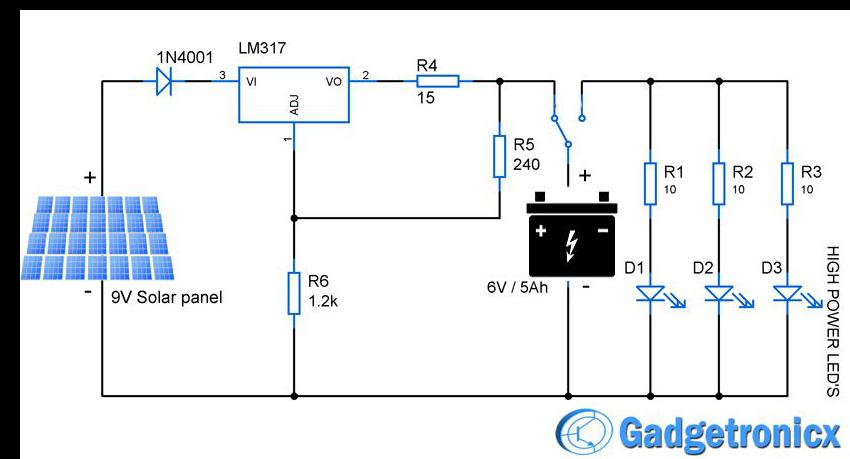 1N4001
LM317
3
VI
VO
2
ADJ
1
R4
15
R5
240
+
-
9V Solar panel
R6
1.2k
+
+ -
6V / 5Ah
-
R1
10
R2
10
R3
10
D1
D2
D3
HIGH POWER LED'S
Gadgetronicx